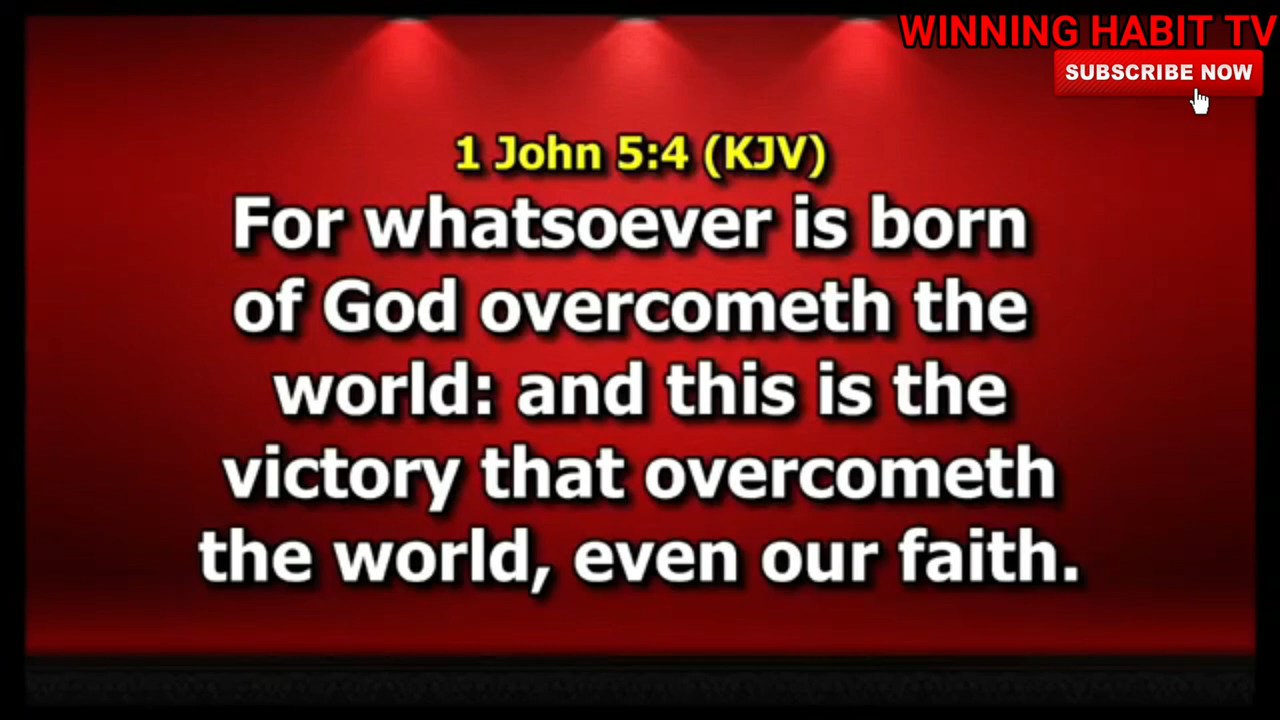 WINNING HABIT TV
SUBSCRIBE NOW
1 John 5:4 (KJV)
For whatsoever is born
of God overcometh the
world: and this is the
victory that overcometh
the world, even our faith.